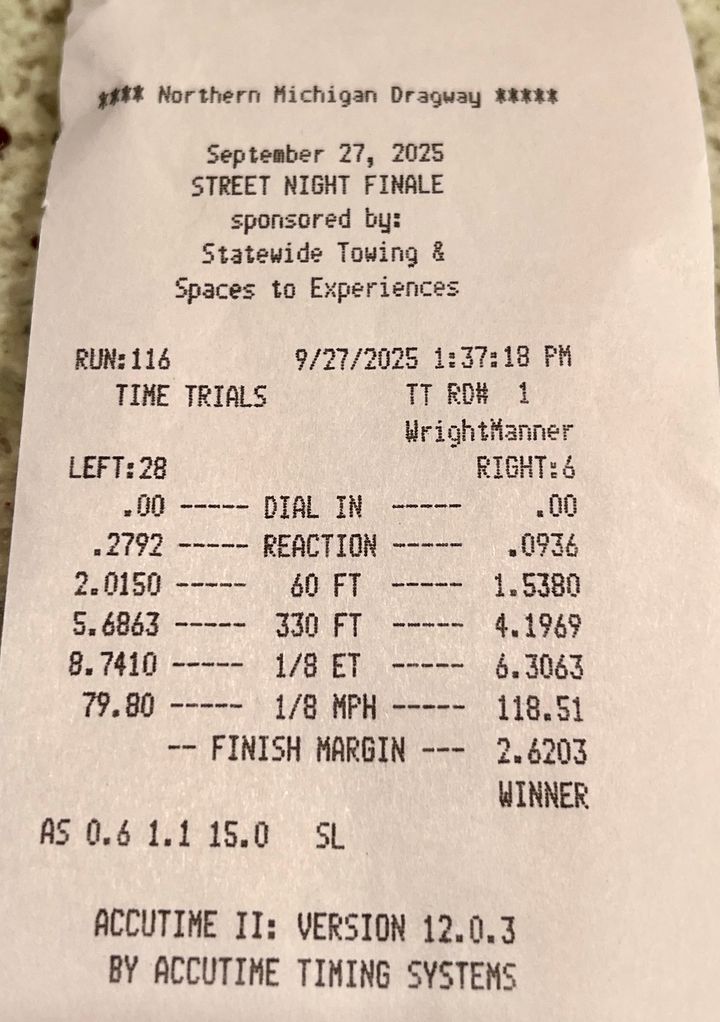 **** Northern Michigan Dragway *****
September 27, 2025
STREET NIGHT FINALE
sponsored by:
Statewide Towing &
Spaces to Experiences
RUN:116 9/27/2025 1:37:18 PM
TIME TRIALS TT RD# 1
WrightManner
LEFT:28 RIGHT:6
.00 ----- DIAL IN ----- .00
.2792 ----- REACTION ----- .0936
2.0150 ----- 60 FT ----- 1.5380
5.6863 ----- 330 FT ----- 4.1969
8.7410 ----- 1/8 ET ----- 6.3063
79.80 ----- 1/8 MPH ----- 118.51
-- FINISH MARGIN --- 2.6203
WINNER
AS 0.6 1.1 15.0 SL
ACCUTIME II: VERSION 12.0.3
BY ACCUTIME TIMING SYSTEMS